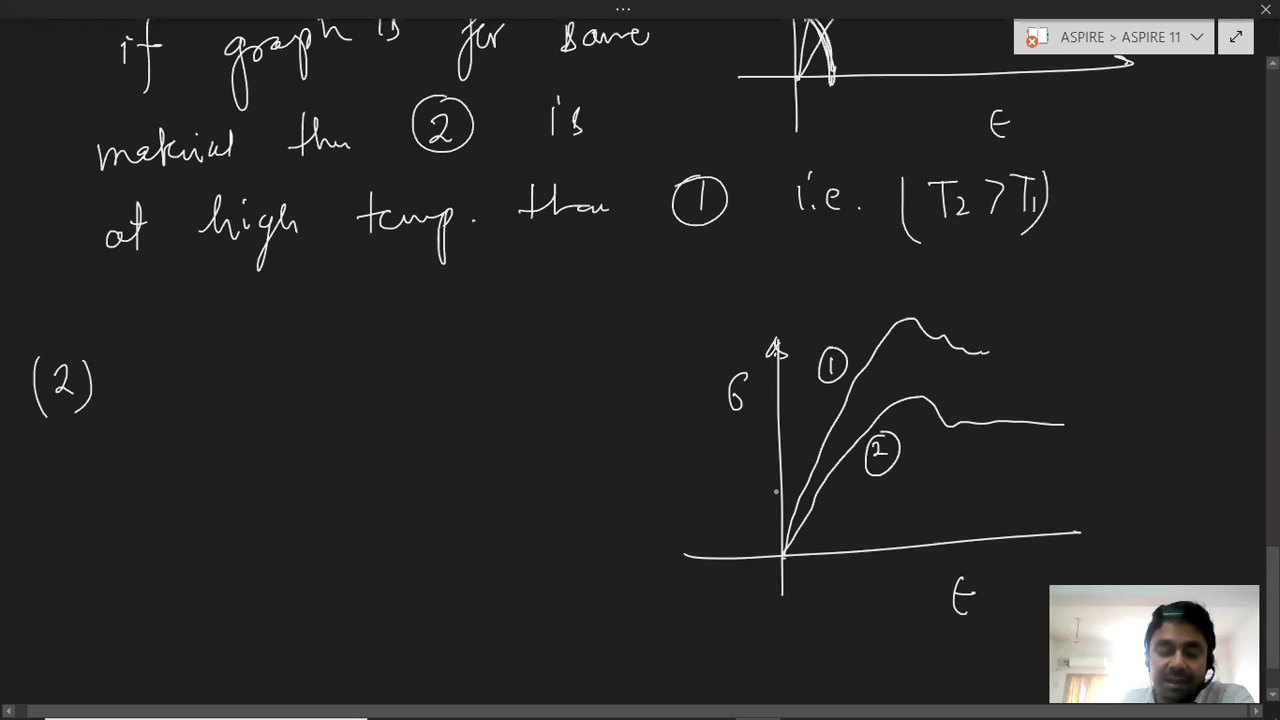 ...
ASPIRE > ASPIRE 11
if graph is for same
material the ② is
at high temp. than ① i.e. (T₂ > T₁)
ϵ
(2)
σ
①
②
ϵ